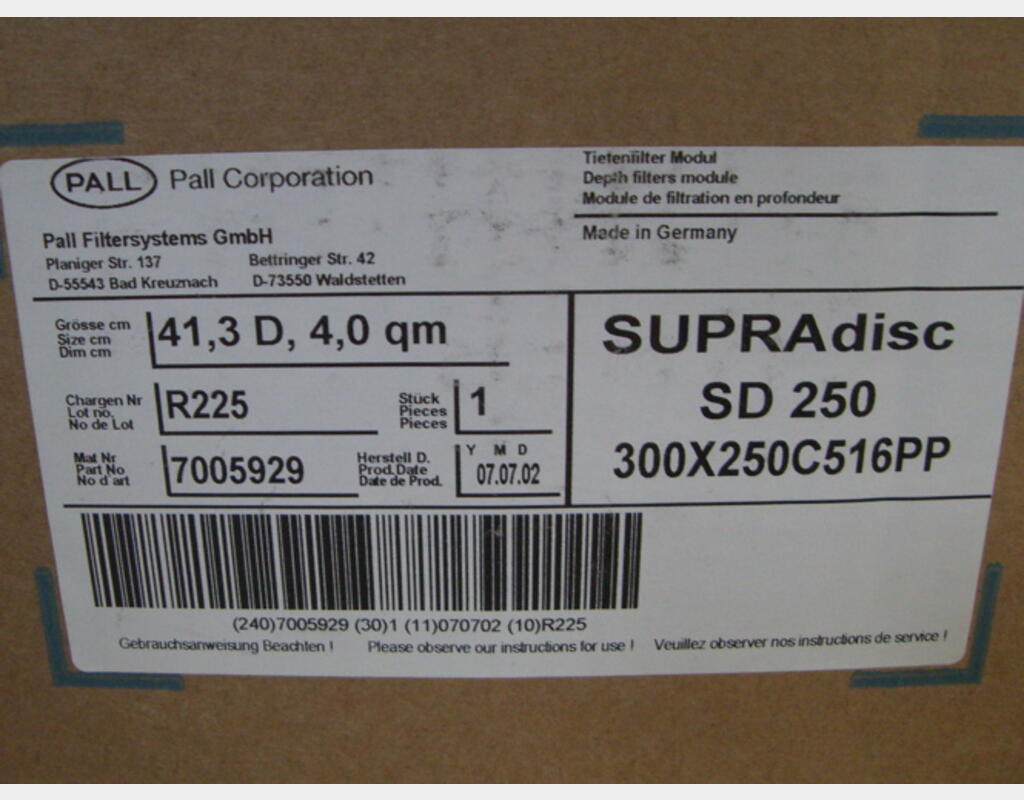 PALL Pall Corporation
Tiefenfilter Modul
Depth filters module
Module de filtration en profondeur
Made in Germany
Pall Filtersystems GmbH
Planiger Str. 137
D-55543 Bad Kreuznach
Bettringer Str. 42
D-73550 Waldstetten
Grösse cm
Size cm
Dim cm
41,3 D, 4,0 qm
Chargen Nr
Lot no.
No de Lot
R225
Stück
Pieces
Pieces
1
Mat Nr
Part No
No d'art
7005929
Herstell D.
Prod.Date
Date de Prod.
Y M D
07.07.02
SUPRAdisc
SD 250
300X250C516PP
(240)7005929 (30)1 (11)070702 (10)R225
Gebrauchsanweisung Beachten ! Please observe our instructions for use ! Veuillez observer nos instructions de service !